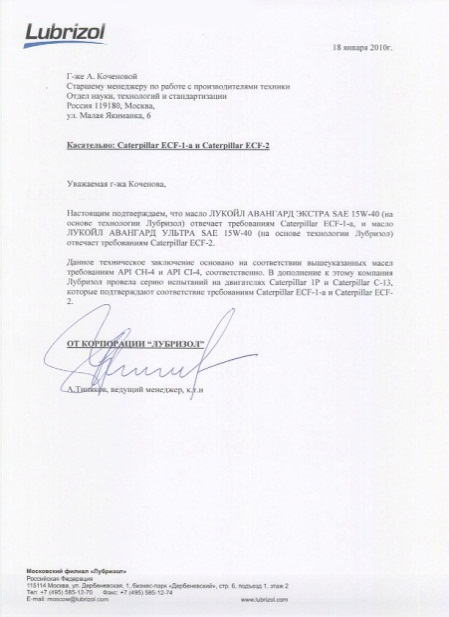 Lubrizol
18 января 2010г.
Г-же А. Коченовой
Старшему менеджеру по работе с производителями техники
Отдел науки, технологий и стандартизации
Россия 119180, Москва,
ул. Малая Якиманка, 6
Касательно: Caterpillar ECF-1-a и Caterpillar ECF-2
Уважаемая г-жа Коченова,
Настоящим подтверждаем, что масло ЛУКОЙЛ АВАНГАРД ЭКСТРА SAE 15W-40 (на
основе технологии Лубризол) отвечает требованиям Caterpillar ECF-1-a, и масло
ЛУКОЙЛ АВАНГАРД УЛЬТРА SAE 15W-40 (на основе технологии Лубризол)
отвечает требованиям Caterpillar ECF-2.
Данное техническое заключение основано на соответствии вышеуказанных масел
требованиям API CH-4 и API CI-4, соответственно. В дополнение к этому компания
Лубризол провела серию испытаний на двигателях Caterpillar 1P и Caterpillar C-13,
которые подтверждают соответствие требованиям Caterpillar ECF-1-a и Caterpillar ECF-
2.
ОТ КОРПОРАЦИИ “ЛУБРИЗОЛ”
ведущий менеджер, к.т.н
Московский филиал «Лубризол»
Российская Федерация
115114 Москва, ул. Дербеневская, 1, бизнес-парк «Дербеневский», стр. 6, подъезд 1, этаж 2
Тел: +7 (495) 585-12-70 Факс: +7 (495) 585-12-74
E-mail: moscow@lubrizol.com www.lubrizol.com